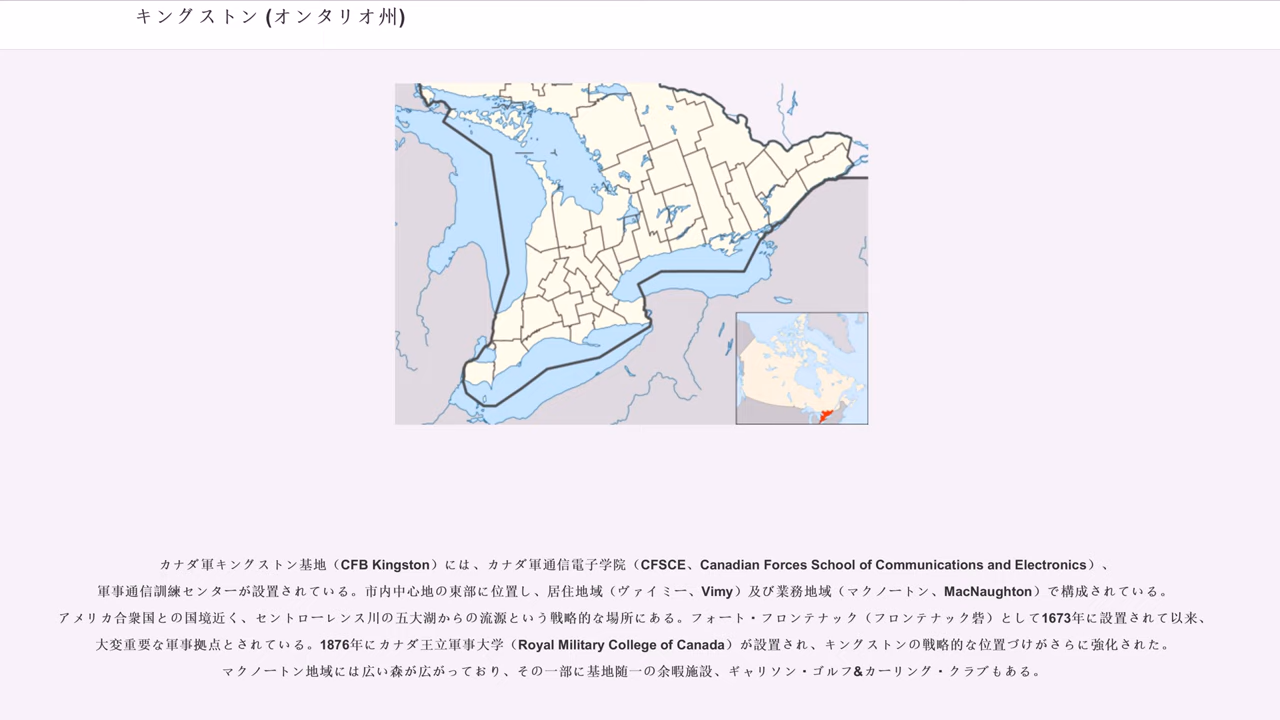 キングストン (オンタリオ州)
カナダ軍キングストン基地（CFB Kingston）には、カナダ軍通信電子学院（CFSCE、Canadian Forces School of Communications and Electronics）、
軍事通信訓練センターが設置されている。市内中心地の東部に位置し、居住地域（ヴァイミー、Vimy）及び業務地域（マクノートン、MacNaughton）で構成されている。
アメリカ合衆国との国境近く、セントローレンス川の五大湖からの流源という戦略的な場所にある。フォート・フロンテナック（フロンテナック砦）として1673年に設置されて以来、
大変重要な軍事拠点とされている。1876年にカナダ王立軍事大学（Royal Military College of Canada）が設置され、キングストンの戦略的な位置づけがさらに強化された。
マクノートン地域には広い森が広がっており、その一部に基地随一の余暇施設、ギャリソン・ゴルフ&カーリング・クラブもある。